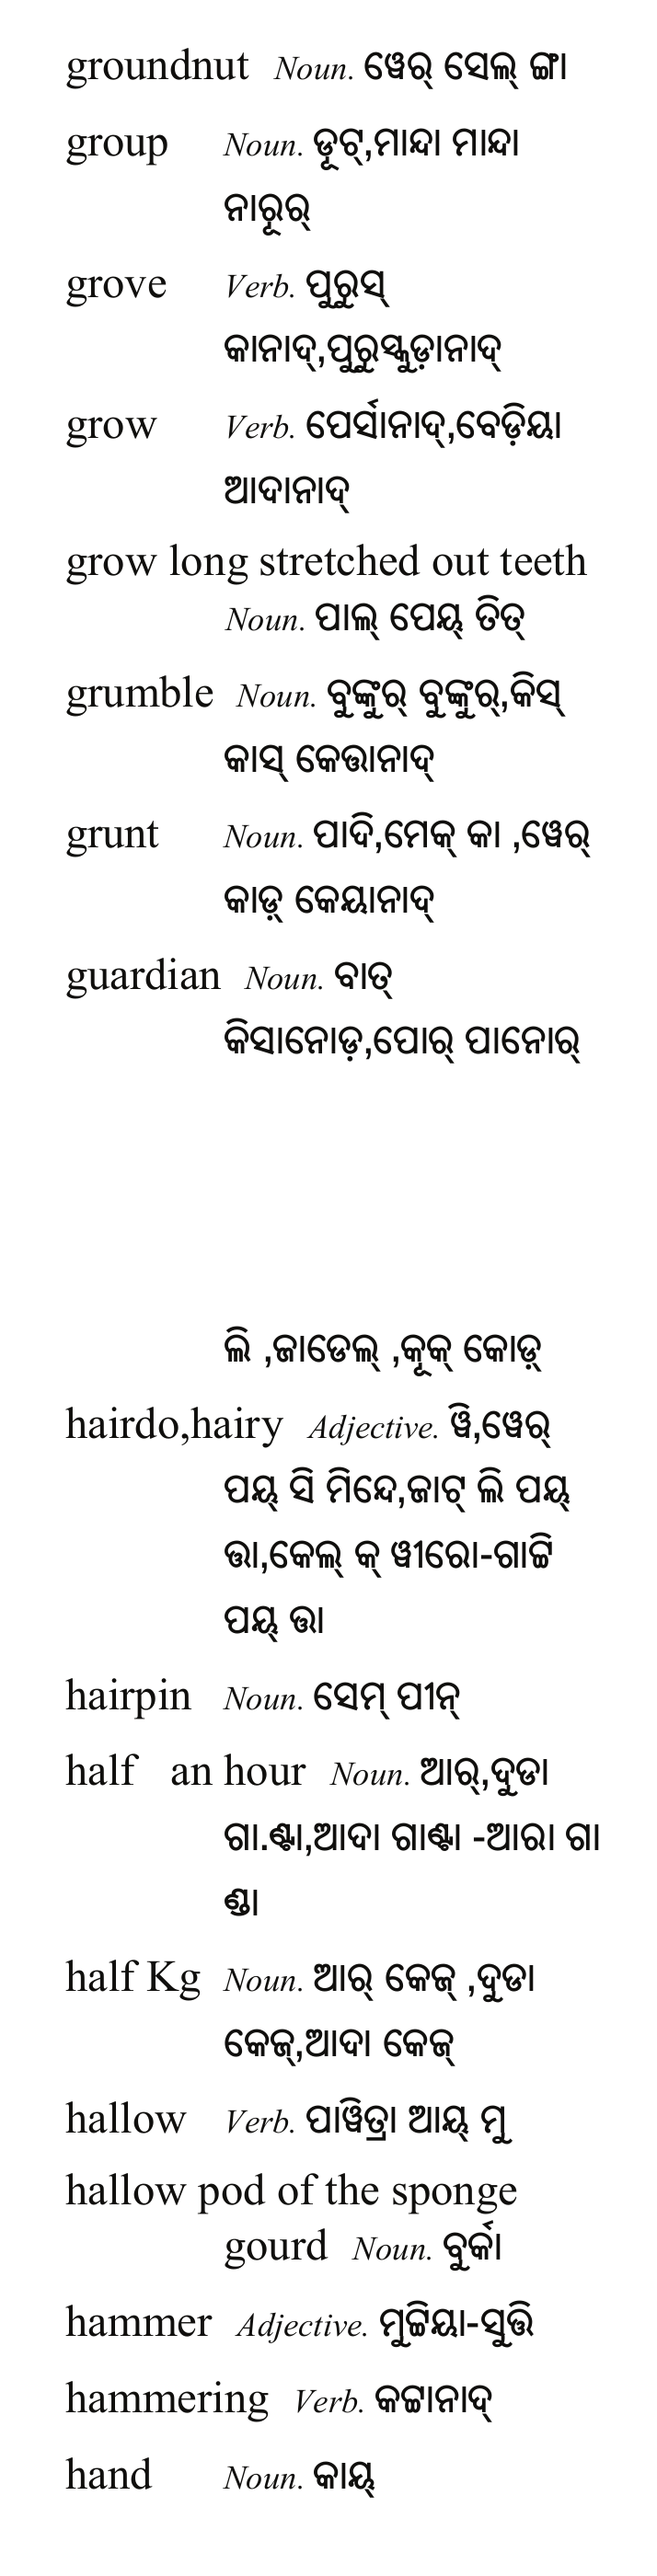 groundnut Noun. ୱେର୍ ସେଲ୍ ଙ୍ଗା
group Noun. ଡୂଟ୍,ମାନ୍ଦା ମାନ୍ଦା
ନାରୂର୍
grove Verb. ପୁରୁସ୍
କାନାଦ୍,ପୁରୁସ୍କୁଡ଼ାନାଦ୍
grow Verb. ପେର୍ସାନାଦ୍,ବେଡ଼ିୟା
ଆଦାନାଦ୍
grow long stretched out teeth
Noun. ପାଲ୍ ପେୟ୍ ତିତ୍
grumble Noun. ବୁଙ୍କୁର୍ ବୁଙ୍କୁର୍,କିସ୍
କାସ୍ କେତ୍ତାନାଦ୍
grunt Noun. ପାଦି,ମେକ୍ କା ,ୱେର୍
କାଡ଼୍ କେୟାନାଦ୍
guardian Noun. ବାତ୍
କିସାନୋଡ଼,ପୋର୍ ପାନୋର୍
ଲି ,ଜାଡେଲ୍ ,କୂକ୍ କୋଡ଼୍
hairdo,hairy Adjective. ୱି,ୱେର୍
ପୟ୍ ସି ମିନ୍ଦେ,ଜାଟ୍ ଲି ପୟ୍
ତ୍ତା,କେଲ୍ କ୍ ୱୀରୋ-ଗାଟ୍ଟି
ପୟ୍ ତ୍ତା
hairpin Noun. ସେମ୍ ପୀନ୍
half an hour Noun. ଆର୍,ଦୁଡା
ଗା.ଣ୍ଟା,ଆଦା ଗାଣ୍ଟା -ଆରା ଗା
ଣ୍ଡା
half Kg Noun. ଆର୍ କେଜ୍ ,ଦୁଡା
କେଜ୍,ଆଦା କେଜ୍
hallow Verb. ପାୱିତ୍ରା ଆୟ୍ ମୁ
hallow pod of the sponge
gourd Noun. ବୁର୍କା
hammer Adjective. ମୁଟ୍ଟିୟା-ସୁତ୍ତି
hammering Verb. କଟ୍ଟାନାଦ୍
hand Noun. କାୟ୍